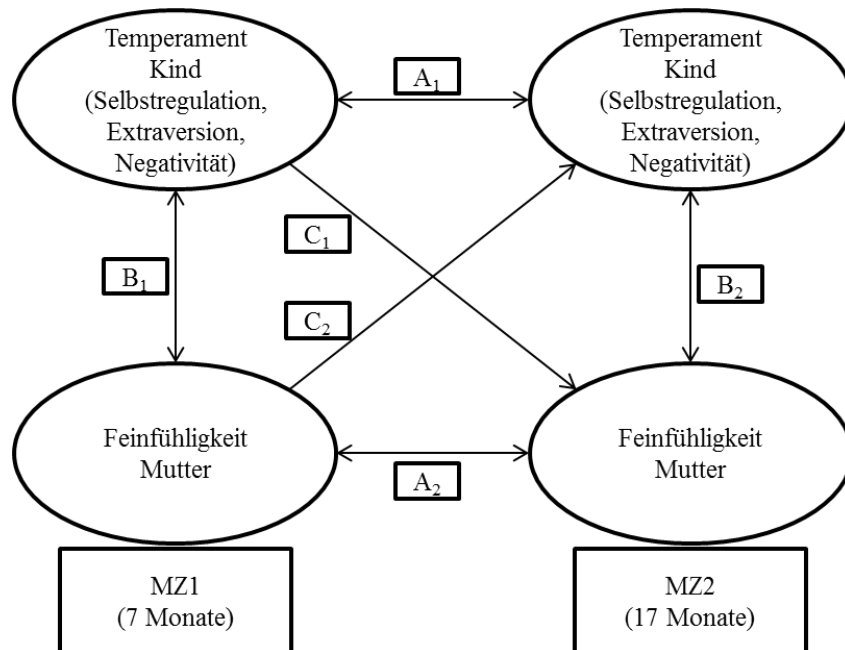 Temperament
Kind
(Selbstregulation,
Extraversion,
Negativität)
A₁
Temperament
Kind
(Selbstregulation,
Extraversion,
Negativität)
C₁
B₁
B₂
C₂
Feinfühligkeit
Mutter
A₂
Feinfühligkeit
Mutter
MZ1
(7 Monate)
MZ2
(17 Monate)